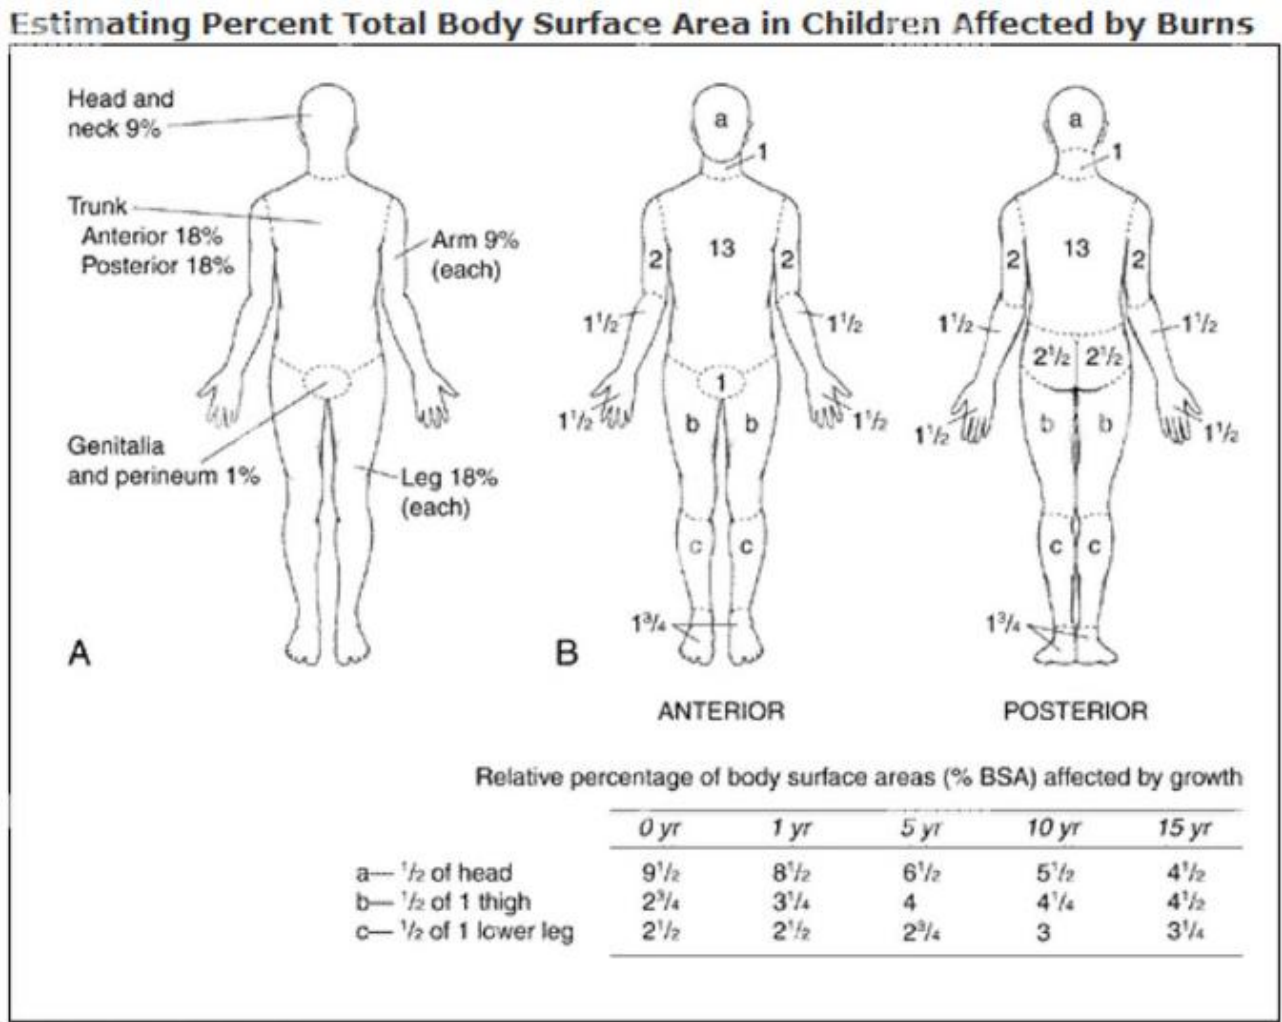 Estimating Percent Total Body Surface Area in Children Affected by Burns
Head and
neck 9%
Trunk
Anterior 18%
Posterior 18%
Arm 9%
(each)
Genitalia
and perineum 1%
Leg 18%
(each)
A
a
1
13
2
2
1½
1½
1
1½
1½
b
b
c
c
1¾
B
ANTERIOR
a
1
13
2
2
1½
1½
2½
2½
1½
1½
b
b
c
c
1¾
POSTERIOR
Relative percentage of body surface areas (% BSA) affected by growth
0 yr 1 yr 5 yr 10 yr 15 yr
a— ½ of head 9½ 8½ 6½ 5½ 4½
b— ½ of 1 thigh 2¾ 3¼ 4 4¼ 4½
c— ½ of 1 lower leg 2½ 2½ 2¾ 3 3¼